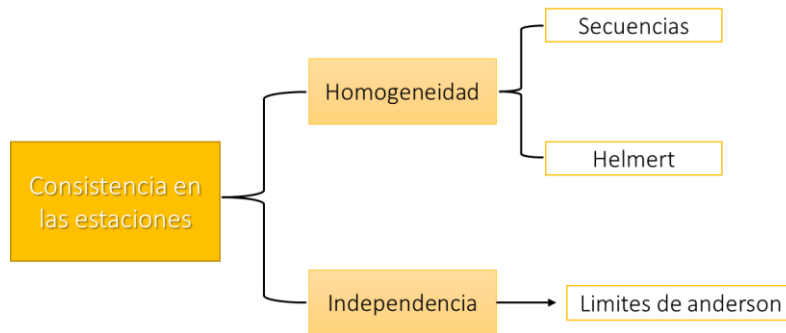 Secuencias
Homogeneidad
Helmert
Consistencia en
las estaciones
Independencia
Limites de anderson